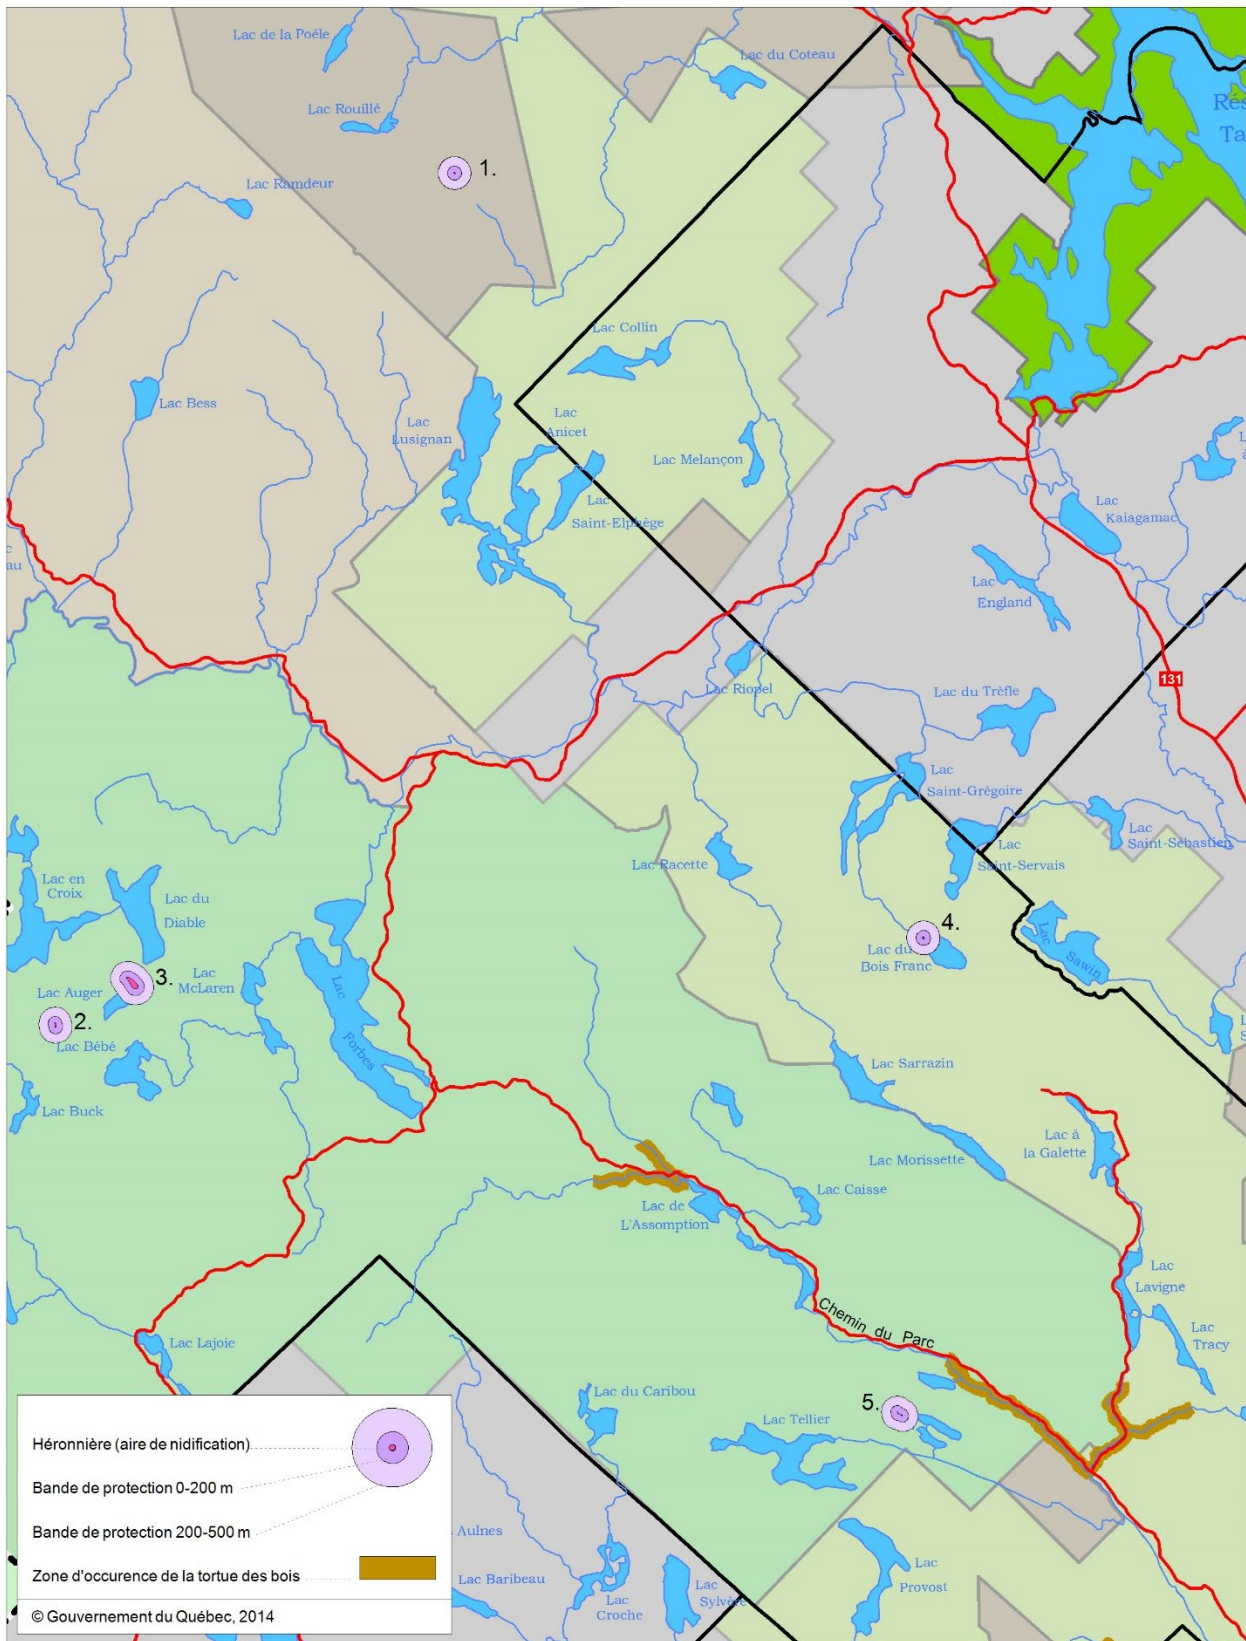 Lac de la Poêle
Lac du Coteau
Lac Rouillé
Rés
Ta
1.
Lac Ramdeur
Lac Collin
Lac Bess
Lac
Lusignan
Lac
Anicet
Lac Melançon
Lac
Saint-Elphège
Lac
Kaiagamac
L
à
c
au
Lac
England
131
Lac Riopel
Lac du Trèfle
Lac
Saint-Grégoire
Lac
Saint-Sébastien
Lac
Saint-Servais
Lac Racette
Lac en
Croix
Lac du
Diable
4.
Lac du
Bois Franc
Lac
Sawin
Lac
McLaren
3.
Lac Auger
2.
Lac
Forbes
Lac Bébé
L
S
Lac Sarrazin
Lac Buck
Lac à
la Galette
Lac Morissette
Lac Caisse
Lac de
L'Assomption
Lac
Lavigne
Chemin du Parc
Lac
Tracy
Lac Lajoie
Lac du Caribou
5.
Lac Tellier
Héronnière (aire de nidification)
Bande de protection 0-200 m
Bande de protection 200-500 m
Zone d'occurence de la tortue des bois
© Gouvernement du Québec, 2014
Aulnes
Lac Baribeau
Lac
Croche
Lac
Sylvère
Lac
Provost